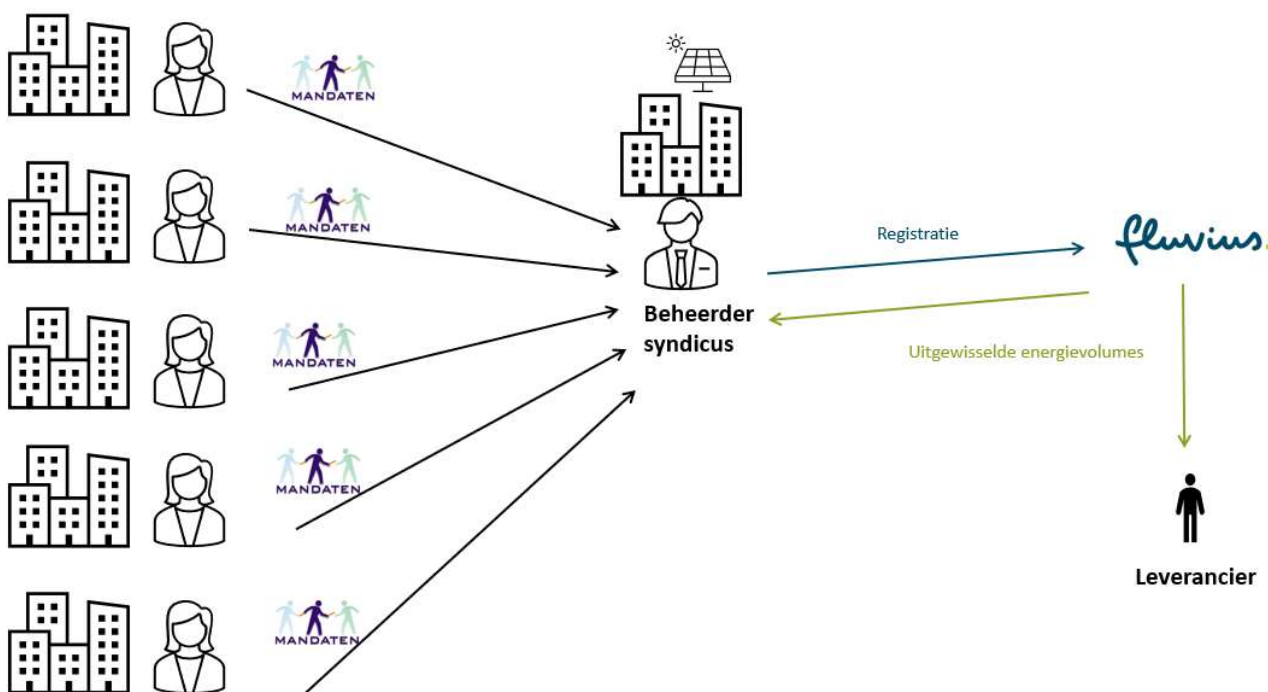 MANDATEN
MANDATEN
Registratie
fluvius.
Beheerder
syndicus
Uitgewisselde energievolumes
MANDATEN
MANDATEN
Leverancier
MANDATEN